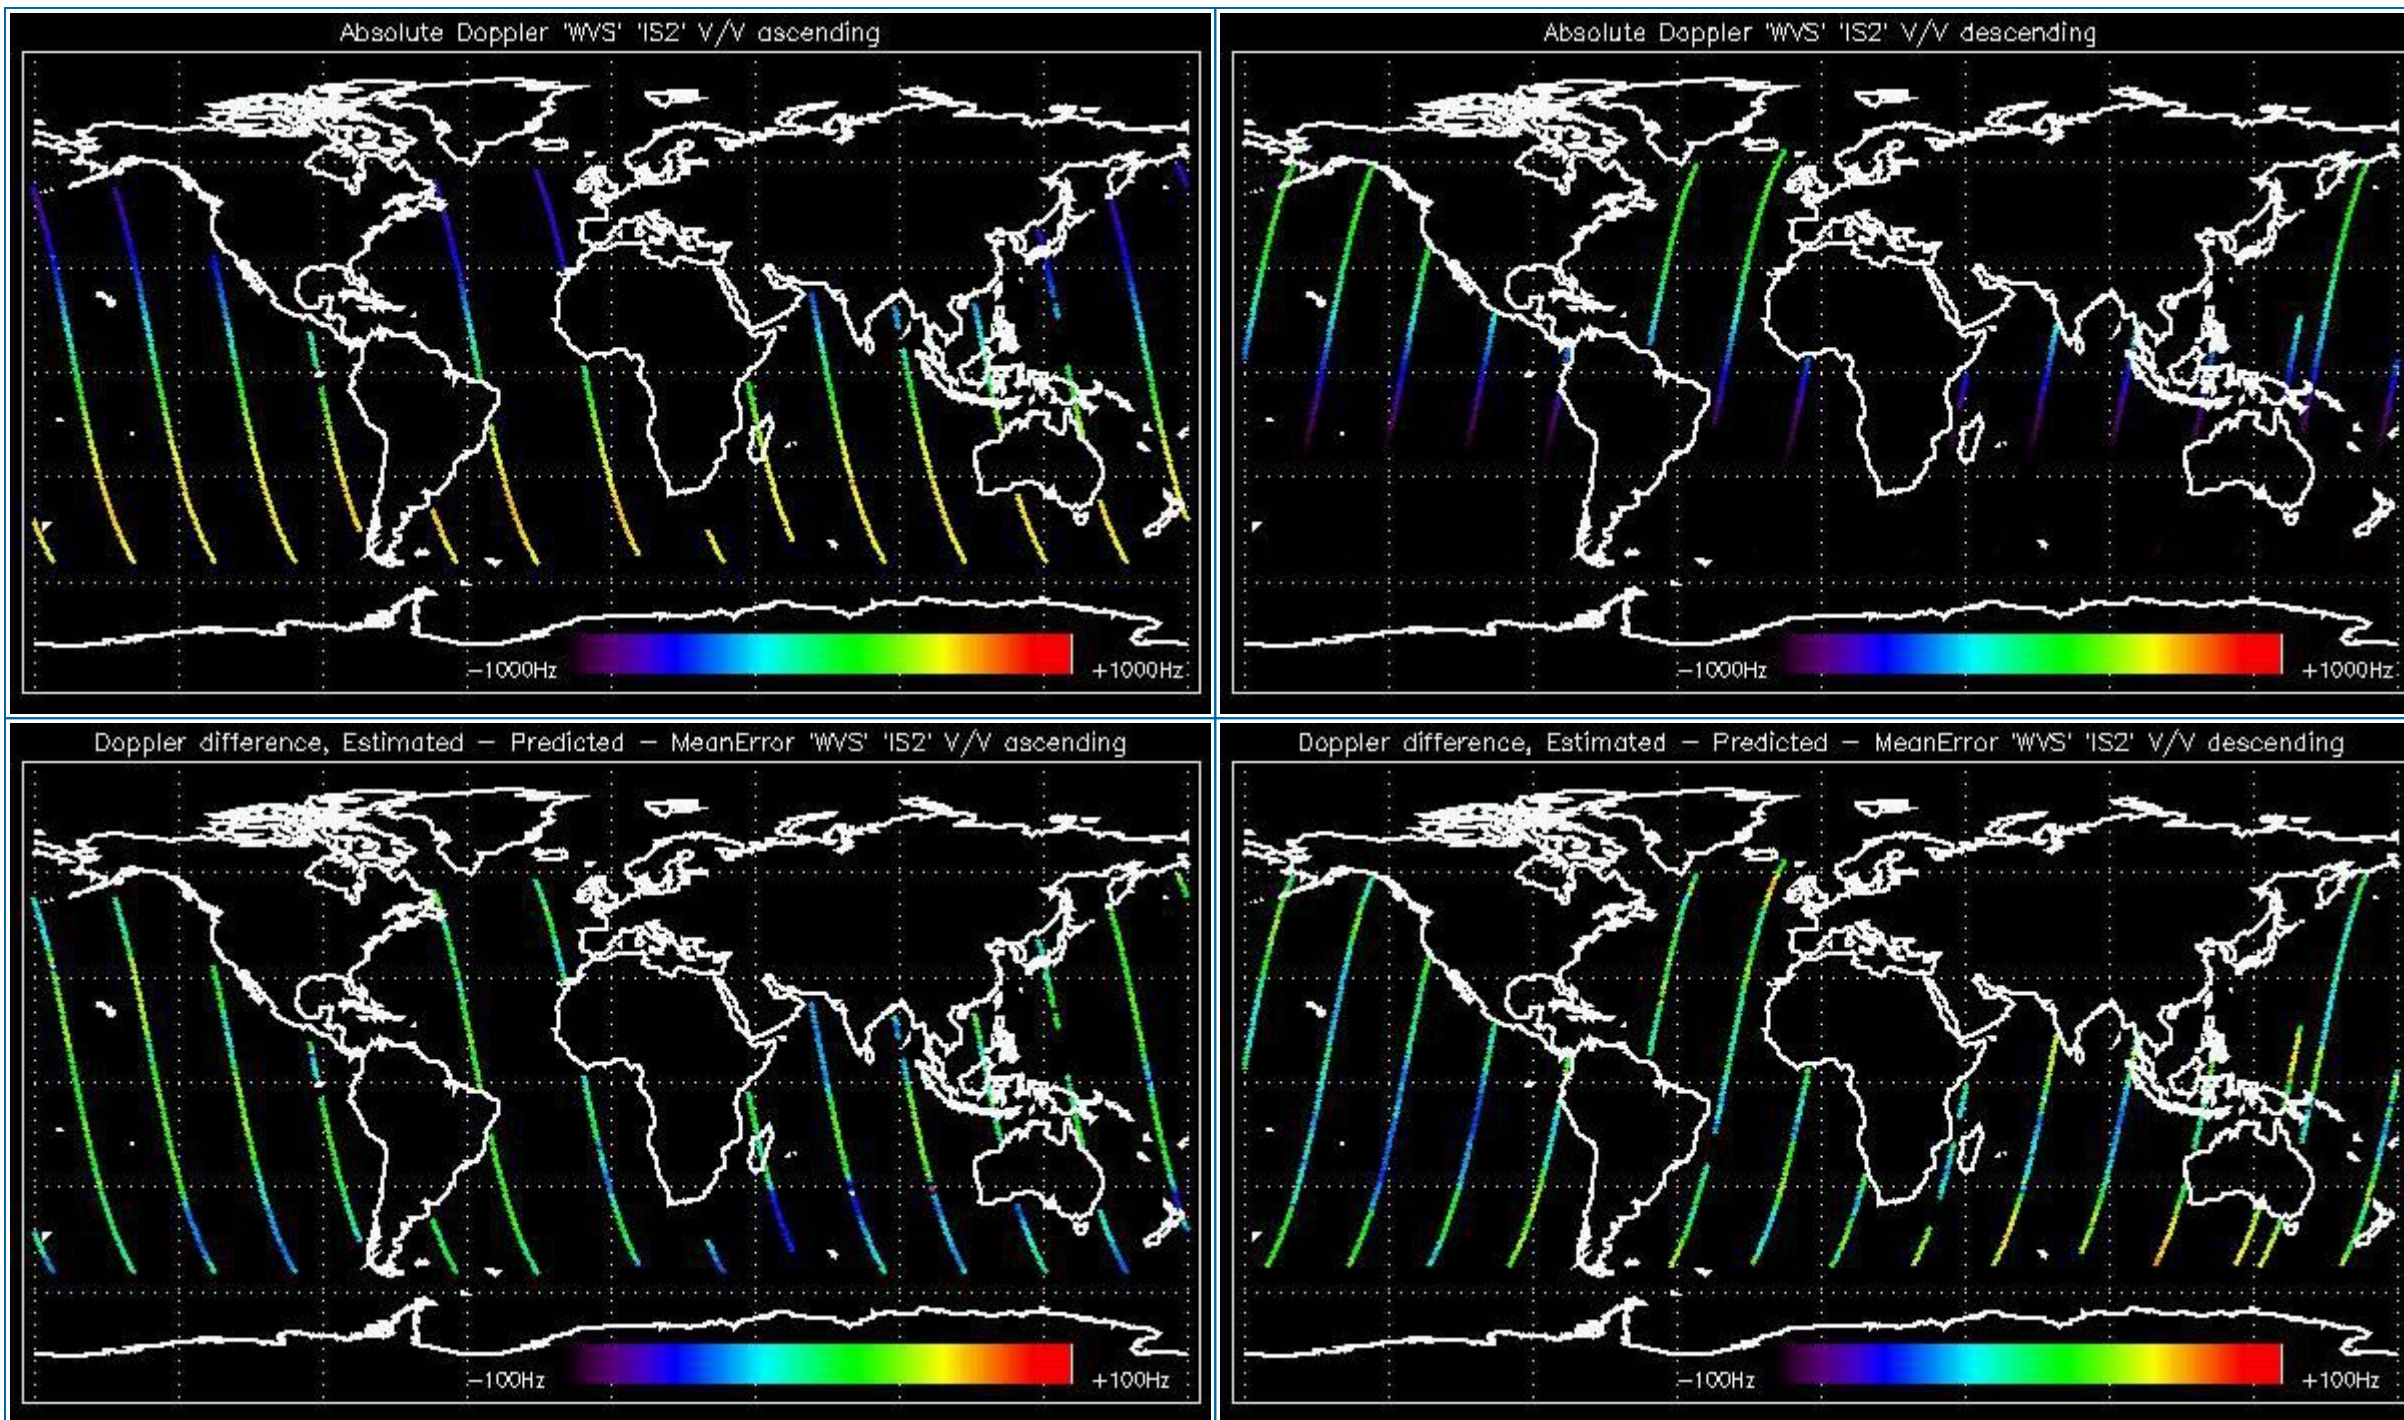 Absolute Doppler 'WVS' 'IS2' V/V ascending
-1000Hz
+1000Hz
Absolute Doppler 'WVS' 'IS2' V/V descending
-1000Hz
+1000Hz
Doppler difference, Estimated - Predicted - MeanError 'WVS' 'IS2' V/V ascending
-100Hz
+100Hz
Doppler difference, Estimated - Predicted - MeanError 'WVS' 'IS2' V/V descending
-100Hz
+100Hz